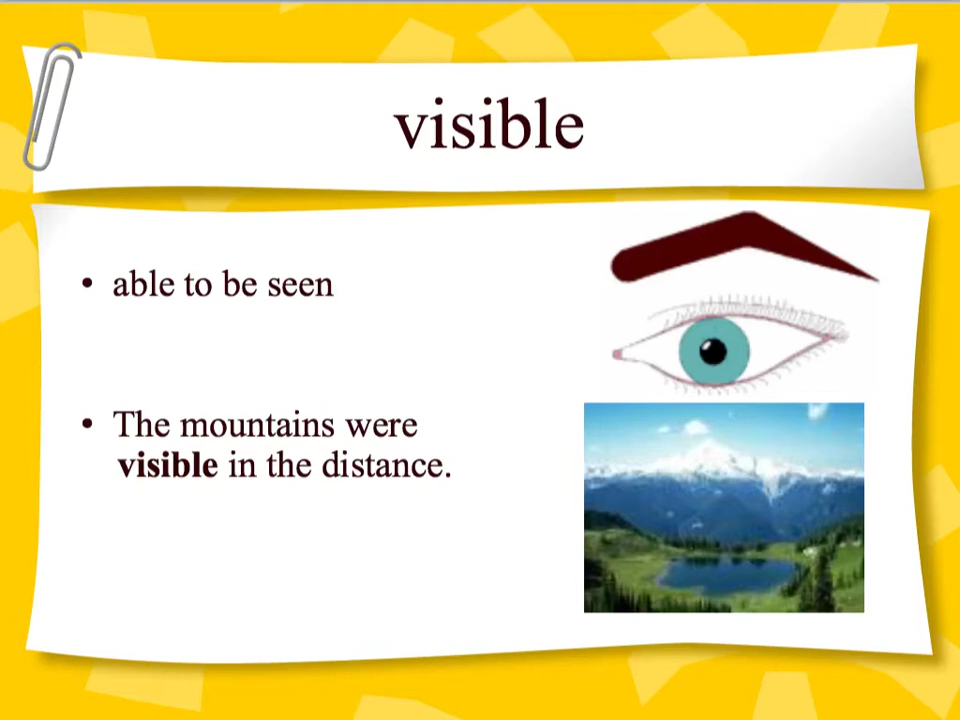 visible
• able to be seen
• The mountains were
visible in the distance.